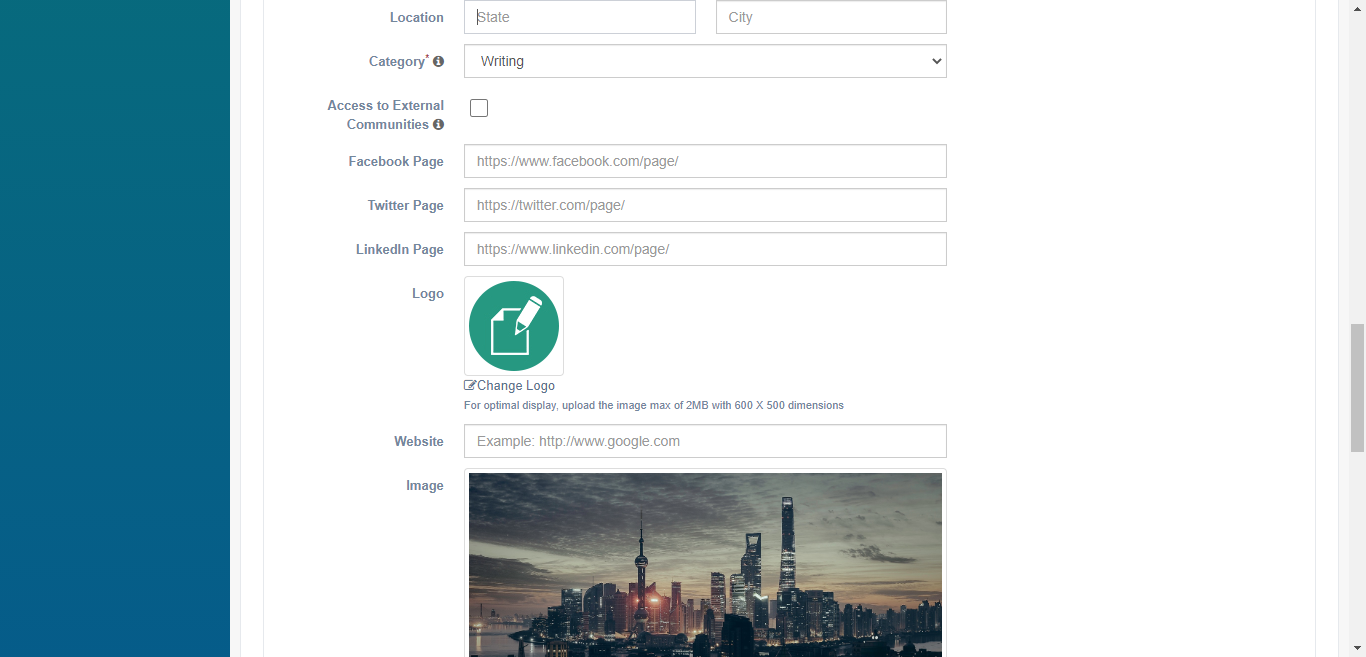 Location State City
Category* Writing
Access to External
Communities
Facebook Page https://www.facebook.com/page/
Twitter Page https://twitter.com/page/
LinkedIn Page https://www.linkedin.com/page/
Logo
Change Logo
For optimal display, upload the image max of 2MB with 600 X 500 dimensions
Website Example: http://www.google.com
Image